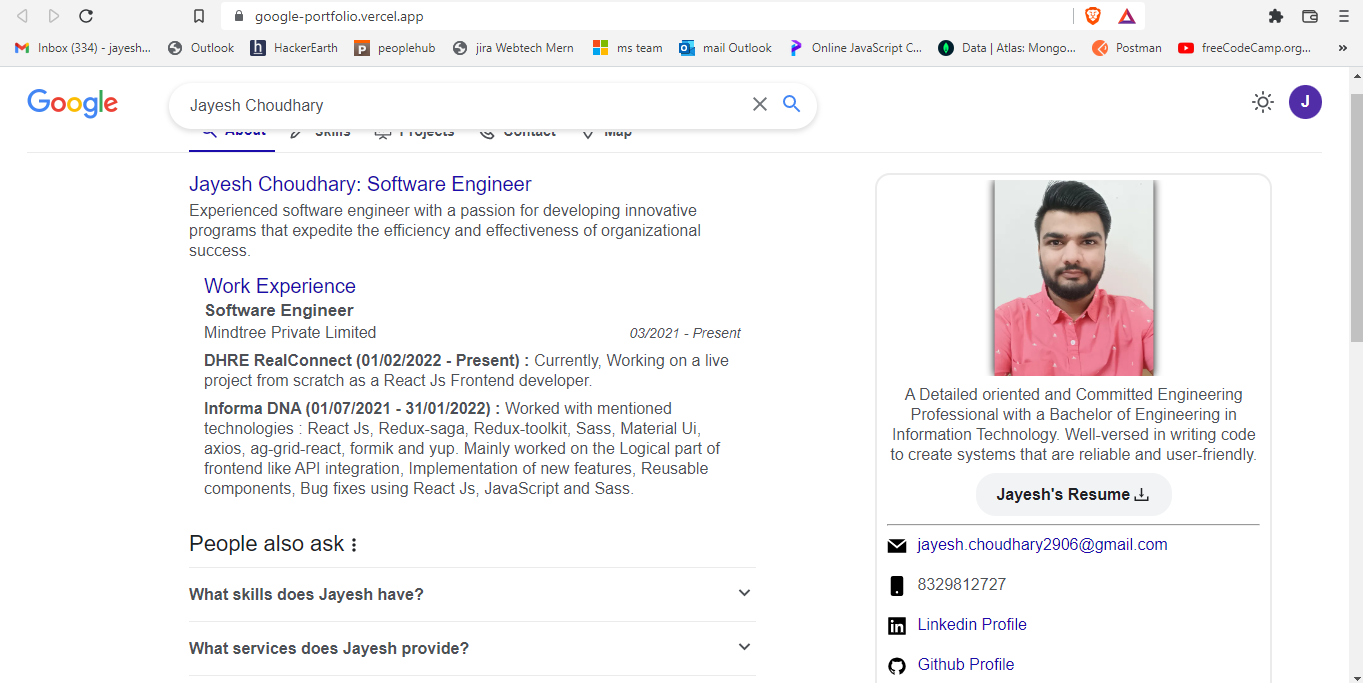 google-portfolio.vercel.app
Inbox (334) - jayesh... Outlook HackerEarth peoplehub jira Webtech Mern ms team mail Outlook Online JavaScript C... Data | Atlas: Mongo... Postman freeCodeCamp.org... »
Google
Jayesh Choudhary
J
About Skills Projects Contact Map
Jayesh Choudhary: Software Engineer
Experienced software engineer with a passion for developing innovative
programs that expedite the efficiency and effectiveness of organizational
success.
Work Experience
Software Engineer
Mindtree Private Limited 03/2021 - Present
DHRE RealConnect (01/02/2022 - Present) : Currently, Working on a live
project from scratch as a React Js Frontend developer.
Informa DNA (01/07/2021 - 31/01/2022) : Worked with mentioned
technologies : React Js, Redux-saga, Redux-toolkit, Sass, Material Ui,
axios, ag-grid-react, formik and yup. Mainly worked on the Logical part of
frontend like API integration, Implementation of new features, Reusable
components, Bug fixes using React Js, JavaScript and Sass.
People also ask
What skills does Jayesh have?
What services does Jayesh provide?
A Detailed oriented and Committed Engineering
Professional with a Bachelor of Engineering in
Information Technology. Well-versed in writing code
to create systems that are reliable and user-friendly.
Jayesh's Resume
jayesh.choudhary2906@gmail.com
8329812727
Linkedin Profile
Github Profile